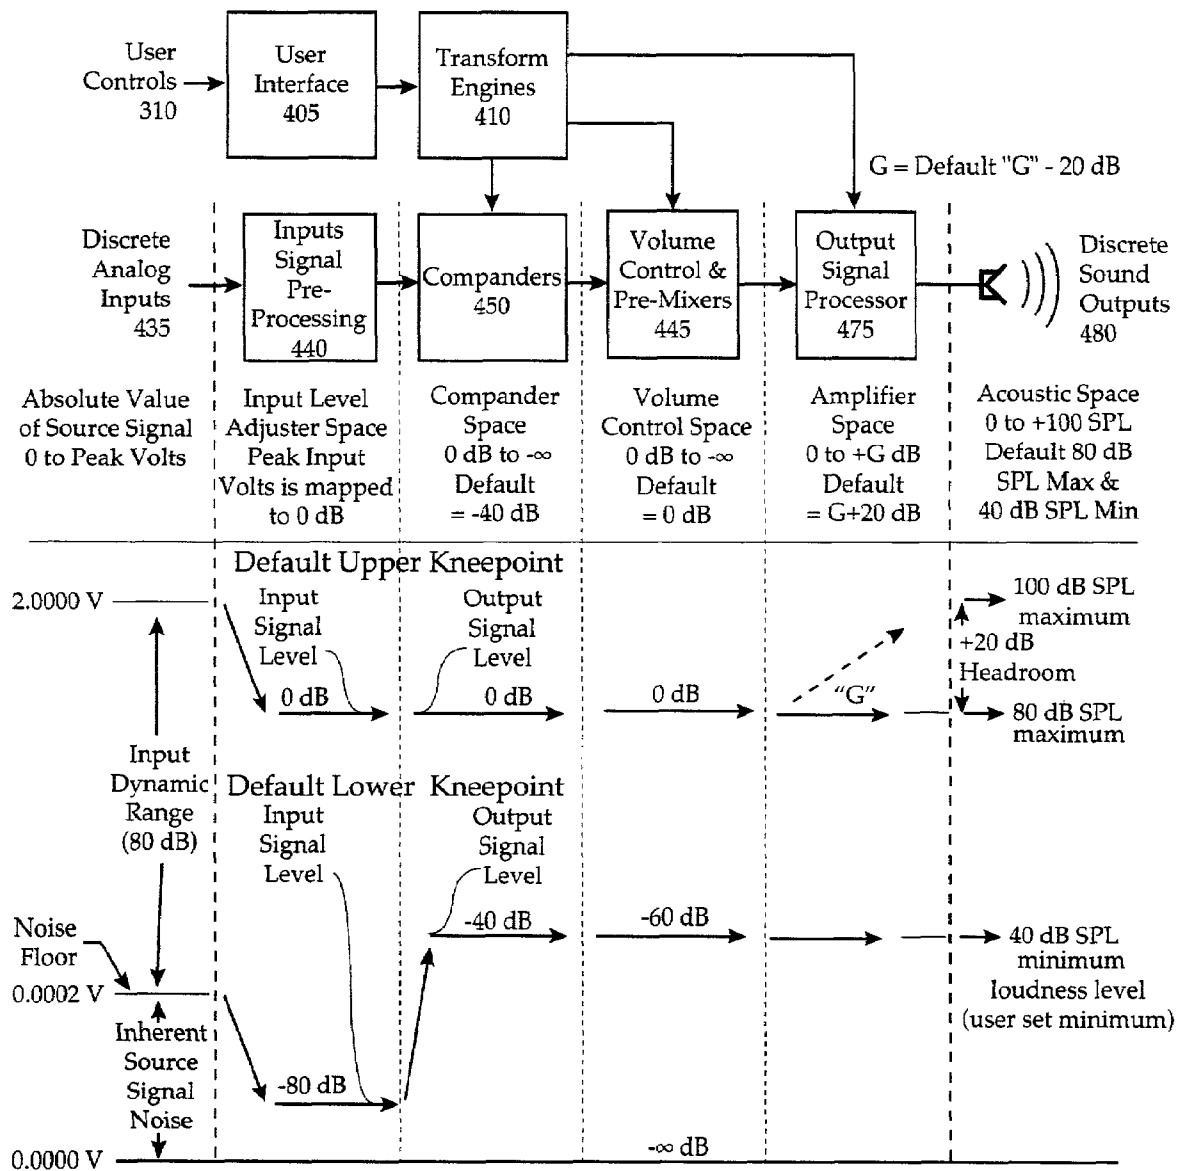 User
Controls
310
User
Interface
405
Transform
Engines
410
G = Default "G" - 20 dB
Discrete
Analog
Inputs
435
Inputs
Signal
Pre-
Processing
440
Companders
450
Volume
Control &
Pre-Mixers
445
Output
Signal
Processor
475
Discrete
Sound
Outputs
480
Absolute Value
of Source Signal
0 to Peak Volts
Input Level
Adjuster Space
Peak Input
Volts is mapped
to 0 dB
Compander
Space
0 dB to -∞
Default
= -40 dB
Volume
Control Space
0 dB to -∞
Default
= 0 dB
Amplifier
Space
0 to +G dB
Default
= G+20 dB
Acoustic Space
0 to +100 SPL
Default 80 dB
SPL Max &
40 dB SPL Min
Default Upper Kneepoint
2.0000 V
Input
Signal
Level
0 dB
Output
Signal
Level
0 dB
0 dB
"G"
100 dB SPL
maximum
+20 dB
Headroom
80 dB SPL
maximum
Input
Dynamic
Range
(80 dB)
Default Lower Kneepoint
Input
Signal
Level
Output
Signal
Level
-40 dB
-60 dB
40 dB SPL
minimum
loudness level
(user set minimum)
Noise
Floor
0.0002 V
Inherent
Source
Signal
Noise
-80 dB
0.0000 V
-∞ dB